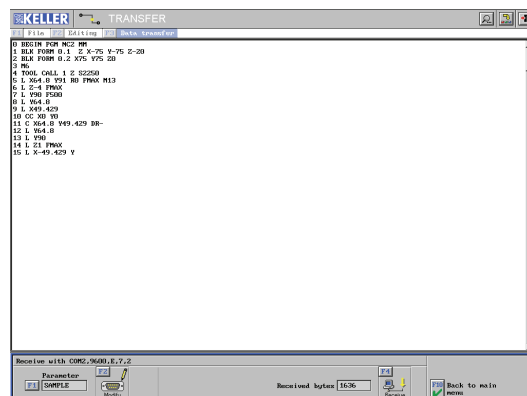 KELLER TRANSFER
F1 File F2 Editing F3 Data transfer
0 BEGIN PGM NC2 MM
1 BLK FORM 0.1 Z X-75 Y-75 Z-20
2 BLK FORM 0.2 X75 Y75 Z0
3 M6
4 TOOL CALL 1 Z S2250
5 L X64.8 Y91 R0 FMAX M13
6 L Z-4 FMAX
7 L Y90 F500
8 L Y64.8
9 L X49.429
10 CC X0 Y0
11 C X64.8 Y49.429 DR-
12 L Y64.8
13 L Y90
14 L Z1 FMAX
15 L X-49.429 Y
Receive with COM2,9600,E,7,2
Parameter F2 F4
F1 SAMPLE Received bytes 1636 F10 Back to main
Modify Receive menu